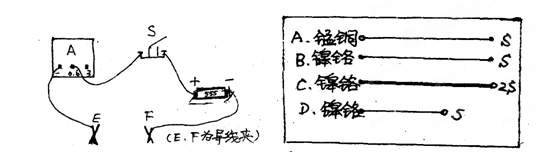 A
S
0.6 3
+ −
E
F
(E、F为导线夹)
A. 锰铜 S
B. 镍铬 S
C. 镍铬 2S
D. 镍铬 S